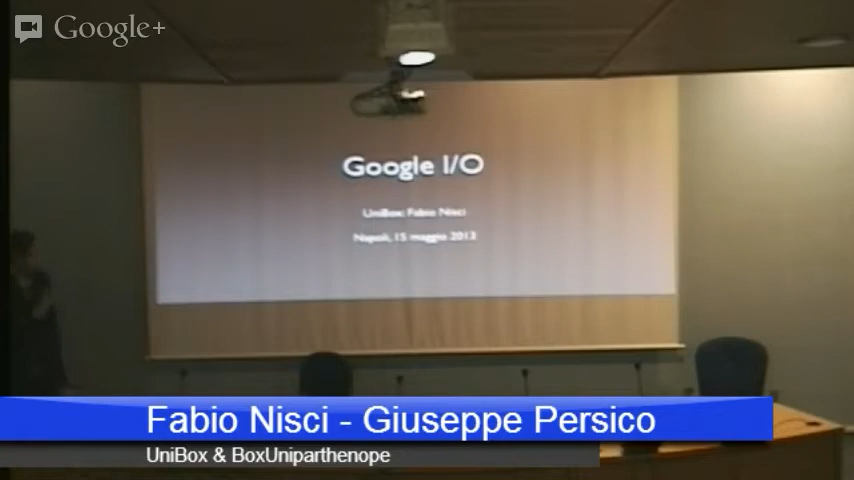 Google+
Google I/O
UniBox: Fabio Nisci
Napoli, 15 maggio 2013
Fabio Nisci - Giuseppe Persico
UniBox & BoxUniparthenope